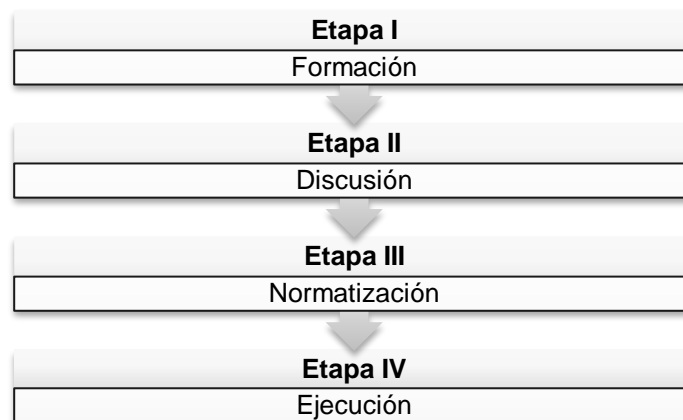 Etapa I
Formación
Etapa II
Discusión
Etapa III
Normatización
Etapa IV
Ejecución